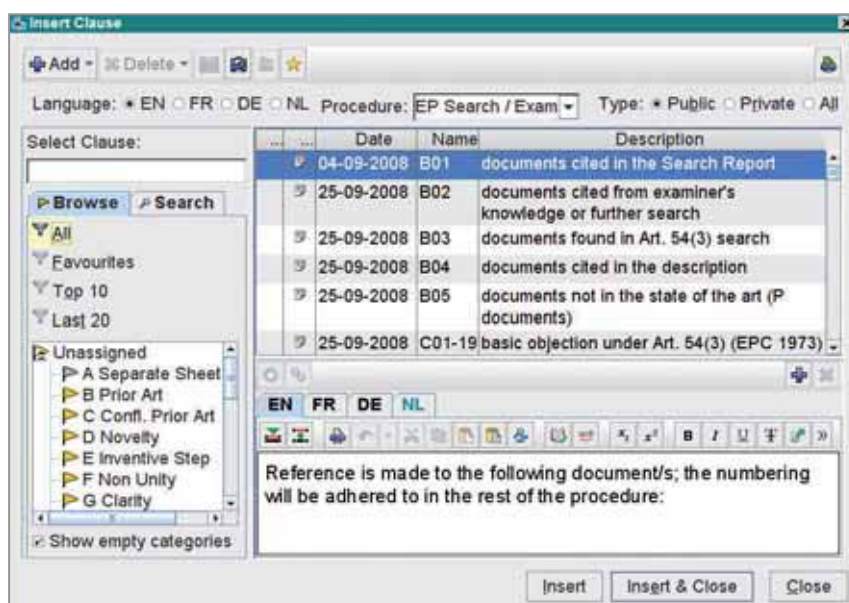 Insert Clause
Add Delete
Language: EN FR DE NL Procedure: EP Search / Exam Type: Public Private All
Select Clause:
Browse Search
All
Favourites
Top 10
Last 20
Unassigned
A Separate Sheet
B Prior Art
C Confl. Prior Art
D Novelty
E Inventive Step
F Non Unity
G Clarity
Show empty categories
... ... Date Name Description
04-09-2008 B01 documents cited in the Search Report
25-09-2008 B02 documents cited from examiner's
knowledge or further search
25-09-2008 B03 documents found in Art. 54(3) search
25-09-2008 B04 documents cited in the description
25-09-2008 B05 documents not in the state of the art (P
documents)
25-09-2008 C01-19 basic objection under Art. 54(3) (EPC 1973)
EN FR DE NL
X₁ x² B I U T »
Reference is made to the following document/s; the numbering
will be adhered to in the rest of the procedure:
Insert Insert & Close Close